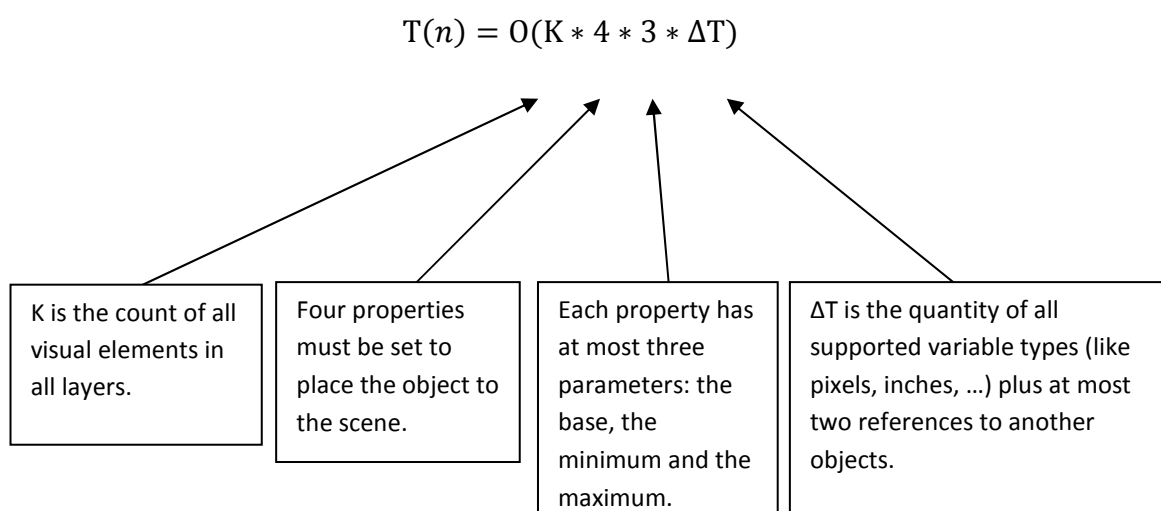 T(n) = O(K * 4 * 3 * ΔT)
K is the count of all
visual elements in
all layers.
Four properties
must be set to
place the object to
the scene.
Each property has
at most three
parameters: the
base, the
minimum and the
maximum.
ΔT is the quantity of all
supported variable types (like
pixels, inches, …) plus at most
two references to another
objects.